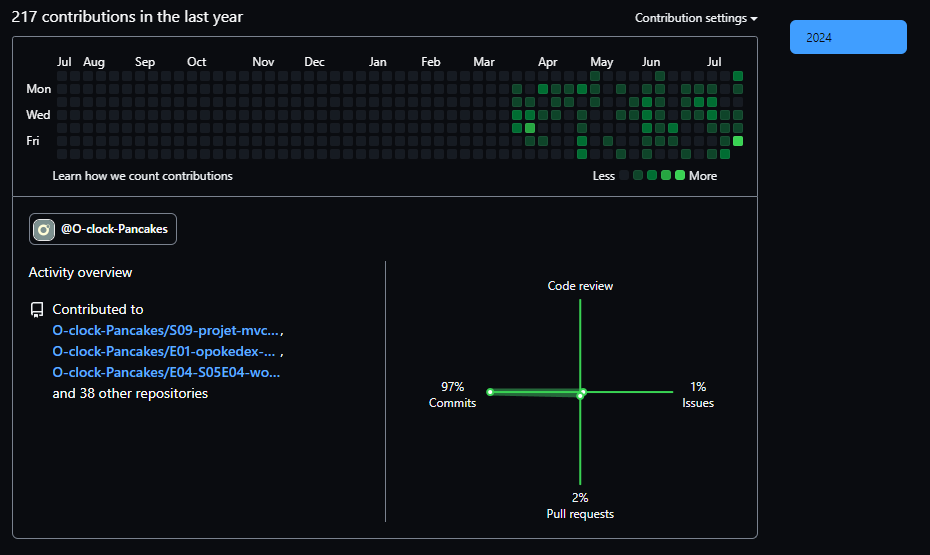 217 contributions in the last year
Contribution settings
2024
Jul Aug Sep Oct Nov Dec Jan Feb Mar Apr May Jun Jul
Mon
Wed
Fri
Learn how we count contributions
Less More
@O-clock-Pancakes
Activity overview
Contributed to
O-clock-Pancakes/S09-projet-mvc... ,
O-clock-Pancakes/E01-opokedex-... ,
O-clock-Pancakes/E04-S05E04-wo...
and 38 other repositories
Code review
97%
Commits
1%
Issues
2%
Pull requests